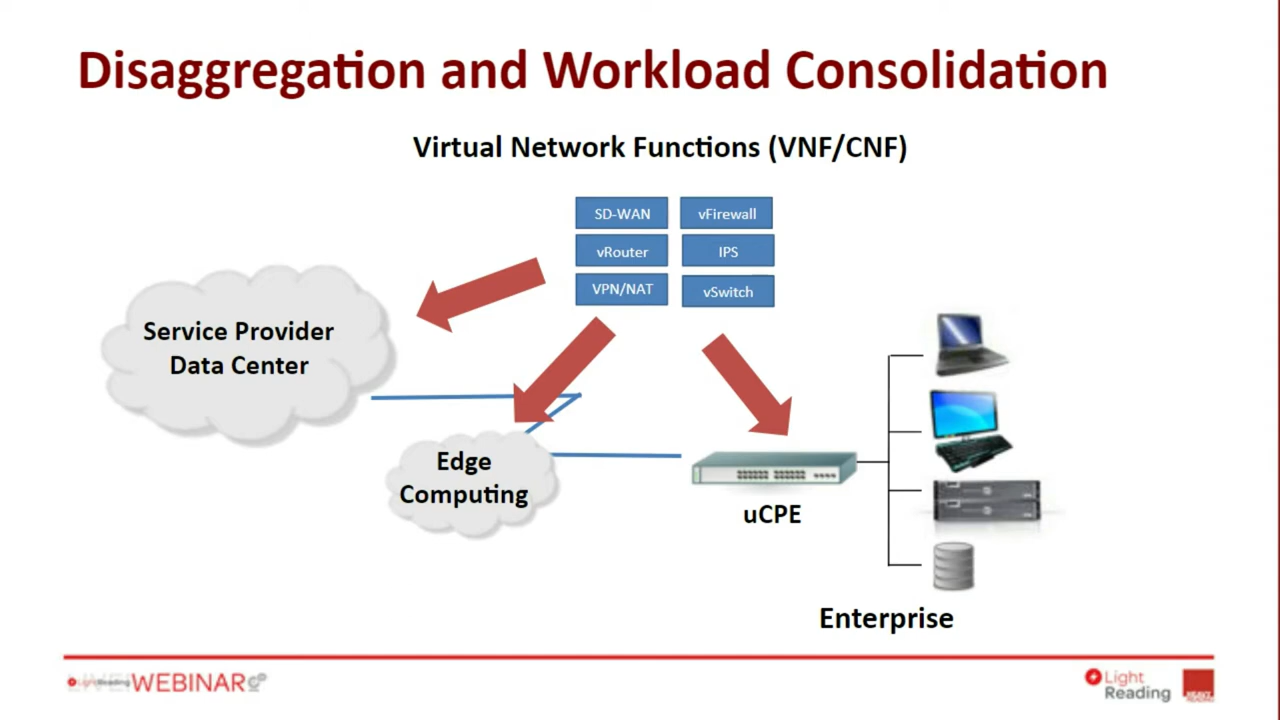 Disaggregation and Workload Consolidation
Virtual Network Functions (VNF/CNF)
SD-WAN
vFirewall
vRouter
IPS
VPN/NAT
vSwitch
Service Provider
Data Center
Edge
Computing
uCPE
Enterprise
WEBINAR
Light
Reading